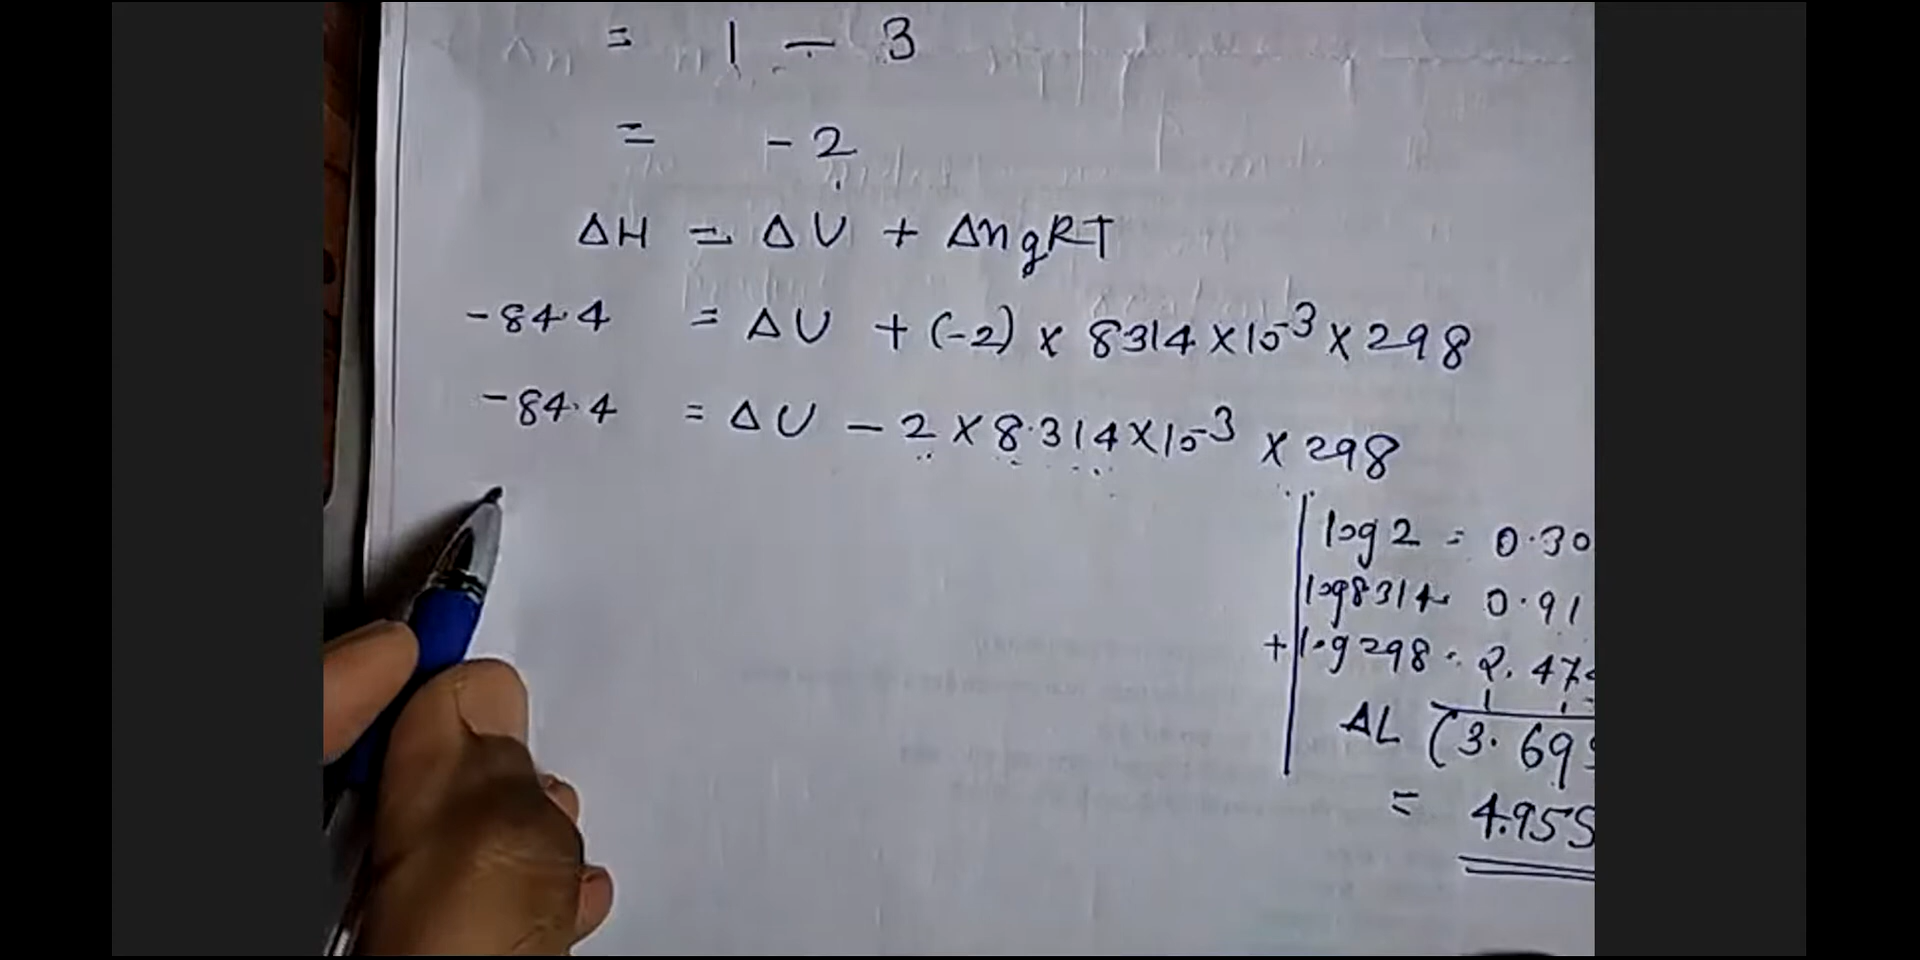 = 1 - 3
= -2
ΔH = ΔU + ΔngRT
-84.4 = ΔU + (-2) x 8314 x 10-3 x 298
-84.4 = ΔU - 2 x 8.314 x 10-3 x 298
log 2 = 0.30
log 8314 0.91
+ log 298 . 2.474
AL (3.695
= 4.955